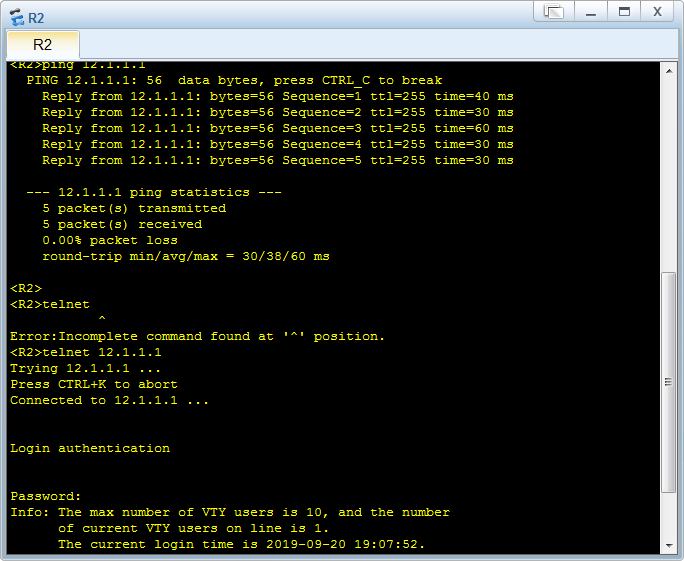 R2
R2
<R2>ping 12.1.1.1
  PING 12.1.1.1: 56  data bytes, press CTRL_C to break
    Reply from 12.1.1.1: bytes=56 Sequence=1 ttl=255 time=40 ms
    Reply from 12.1.1.1: bytes=56 Sequence=2 ttl=255 time=30 ms
    Reply from 12.1.1.1: bytes=56 Sequence=3 ttl=255 time=60 ms
    Reply from 12.1.1.1: bytes=56 Sequence=4 ttl=255 time=30 ms
    Reply from 12.1.1.1: bytes=56 Sequence=5 ttl=255 time=30 ms
  --- 12.1.1.1 ping statistics ---
    5 packet(s) transmitted
    5 packet(s) received
    0.00% packet loss
    round-trip min/avg/max = 30/38/60 ms
<R2>
<R2>telnet
           ^
Error:Incomplete command found at '^' position.
<R2>telnet 12.1.1.1
Trying 12.1.1.1 ...
Press CTRL+K to abort
Connected to 12.1.1.1 ...
Login authentication
Password:
Info: The max number of VTY users is 10, and the number
      of current VTY users on line is 1.
      The current login time is 2019-09-20 19:07:52.